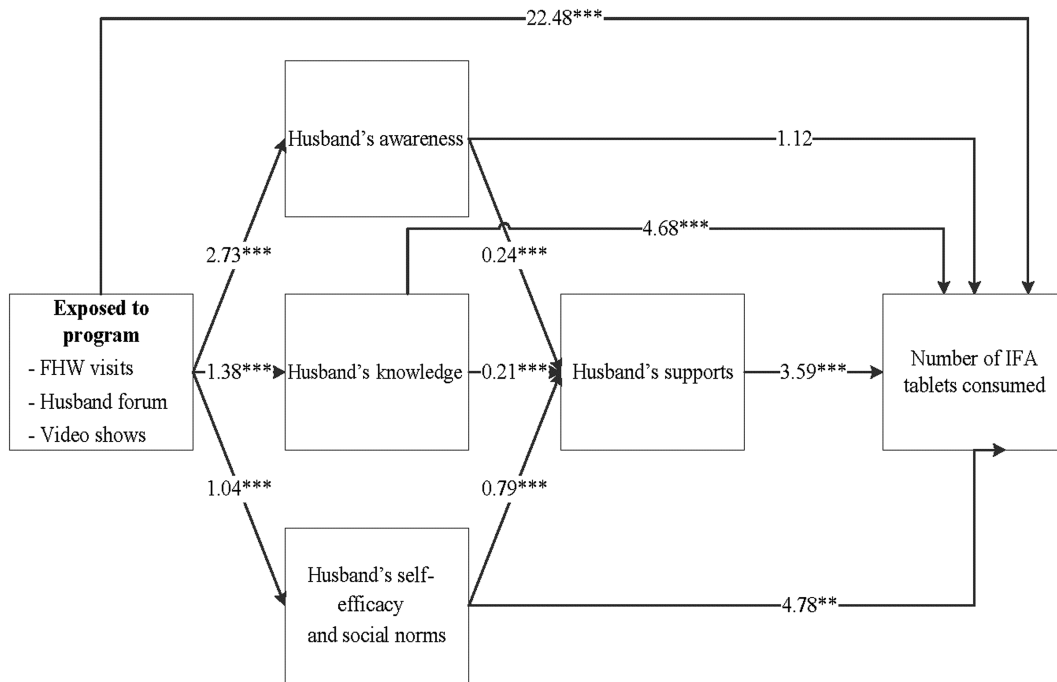 22.48***
Husband's awareness
1.12
4.68***
2.73***
0.24***
Exposed to
program
- FHW visits
- Husband forum
- Video shows
1.38***
Husband's knowledge
0.21***
Husband's supports
3.59***
Number of IFA
tablets consumed
1.04***
0.79***
Husband's self-
efficacy
and social norms
4.78**